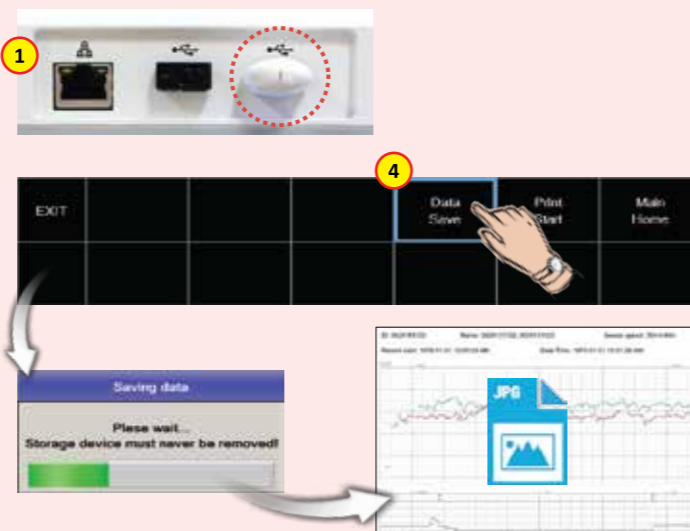 1
4
EXIT
Data
Save
Print
Start
Main
Home
Saving data
Plese wait...
Storage device must never be removed!
JPG